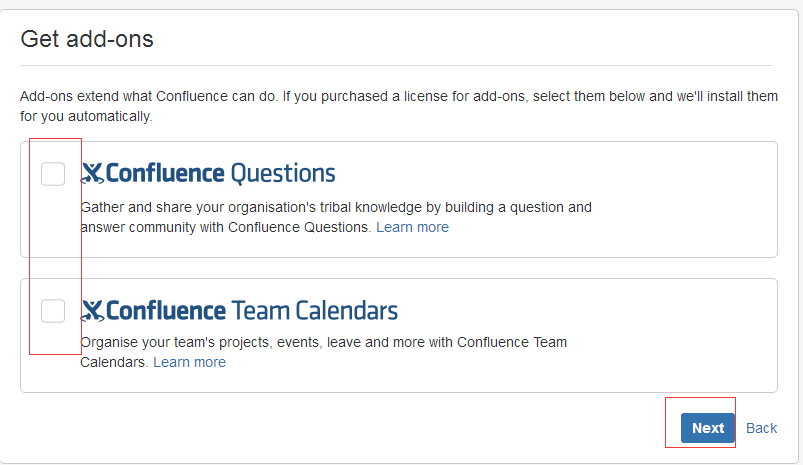 Get add-ons
Add-ons extend what Confluence can do. If you purchased a license for add-ons, select them below and we'll install them
for you automatically.
Confluence Questions
Gather and share your organisation's tribal knowledge by building a question and
answer community with Confluence Questions. Learn more
Confluence Team Calendars
Organise your team's projects, events, leave and more with Confluence Team
Calendars. Learn more
Next Back